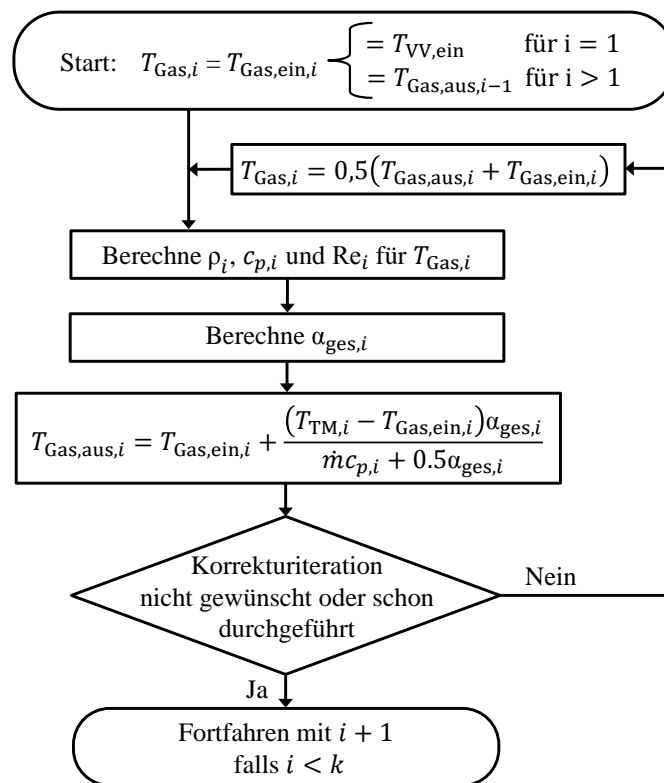 Start: T_Gas,i = T_Gas,ein,i { = T_VV,ein für i = 1
= T_Gas,aus,i−1 für i > 1
T_Gas,i = 0,5(T_Gas,aus,i + T_Gas,ein,i)
Berechne ρ_i, c_p,i und Re_i für T_Gas,i
Berechne α_ges,i
T_Gas,aus,i = T_Gas,ein,i + (T_TM,i − T_Gas,ein,i)α_ges,i / ṁc_p,i + 0.5α_ges,i
Korrekturiteration
nicht gewünscht oder schon
durchgeführt
Nein
Ja
Fortfahren mit i + 1
falls i < k